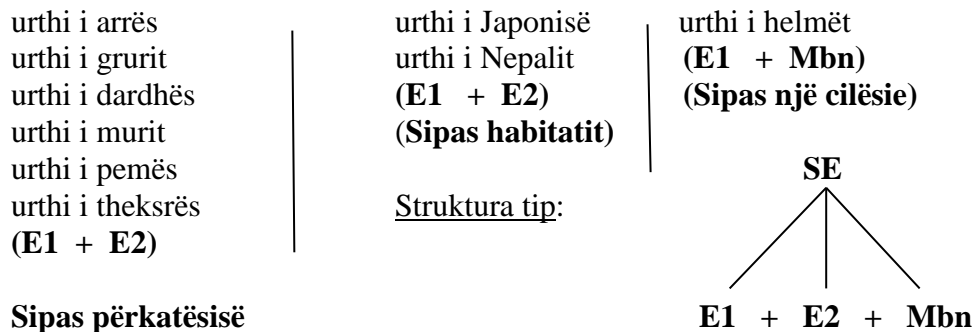 urthi i arrës
urthi i grurit
urthi i dardhës
urthi i murit
urthi i pemës
urthi i theksrës
(E1 + E2)
Sipas përkatësisë
urthi i Japonisë
urthi i Nepalit
(E1 + E2)
(Sipas habitatit)
Struktura tip:
urthi i helmët
(E1 + Mbn)
(Sipas një cilësie)
SE
E1 + E2 + Mbn